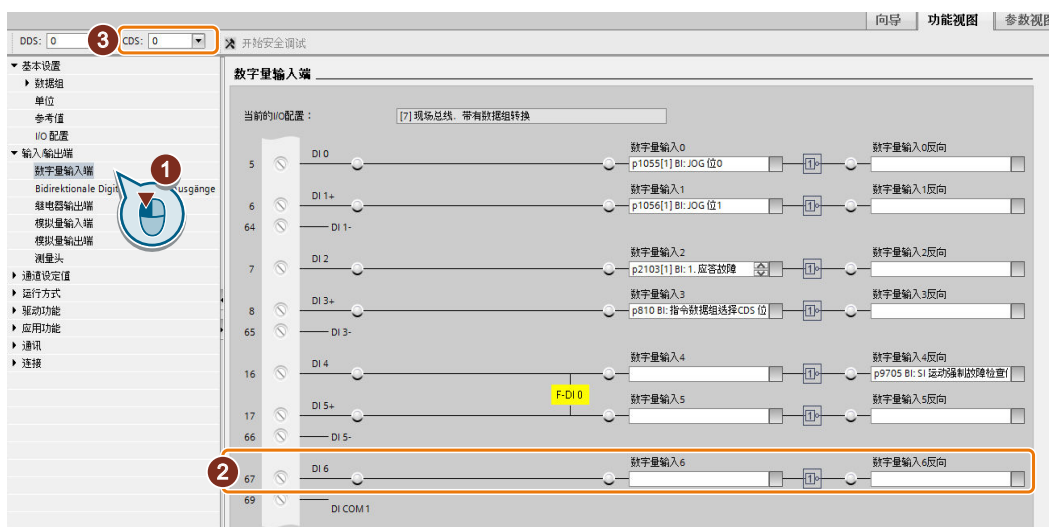 向导 功能视图 参数视图
DDS: 0 3 CDS: 0 开始安全调试
基本设置
数据组
单位
参考值
I/O 配置
输入/输出端
数字量输入端
Bidirektionale Digit usgänge
继电器输出端
模拟量输入端
模拟量输出端
测量头
通道设定值
运行方式
驱动功能
应用功能
通讯
连接
1
数字量输入端
当前的I/O配置： [7] 现场总线．带有数据组转换
数字量输入0 数字量输入0反向
5 DI 0 p1055[1] BI: JOG 位0 1
数字量输入1 数字量输入1反向
6 DI 1+ p1056[1] BI: JOG 位1 1
64 DI 1-
数字量输入2 数字量输入2反向
7 DI 2 p2103[1] BI: 1. 应答故障 1
数字量输入3 数字量输入3反向
8 DI 3+ p810 BI: 指令数据组选择CDS 位 1
65 DI 3-
数字量输入4 数字量输入4反向
16 DI 4 1 p9705 BI: SI 运动强制故障检查(
F-DI 0
数字量输入5 数字量输入5反向
17 DI 5+ 1
66 DI 5-
2
数字量输入6 数字量输入6反向
67 DI 6 1
69 DI COM 1